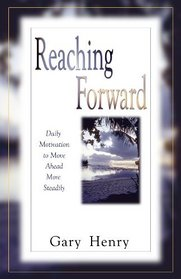 Reaching
Forward
Daily
Motivation
to Move
Ahead
More
Steadily
Gary Henry